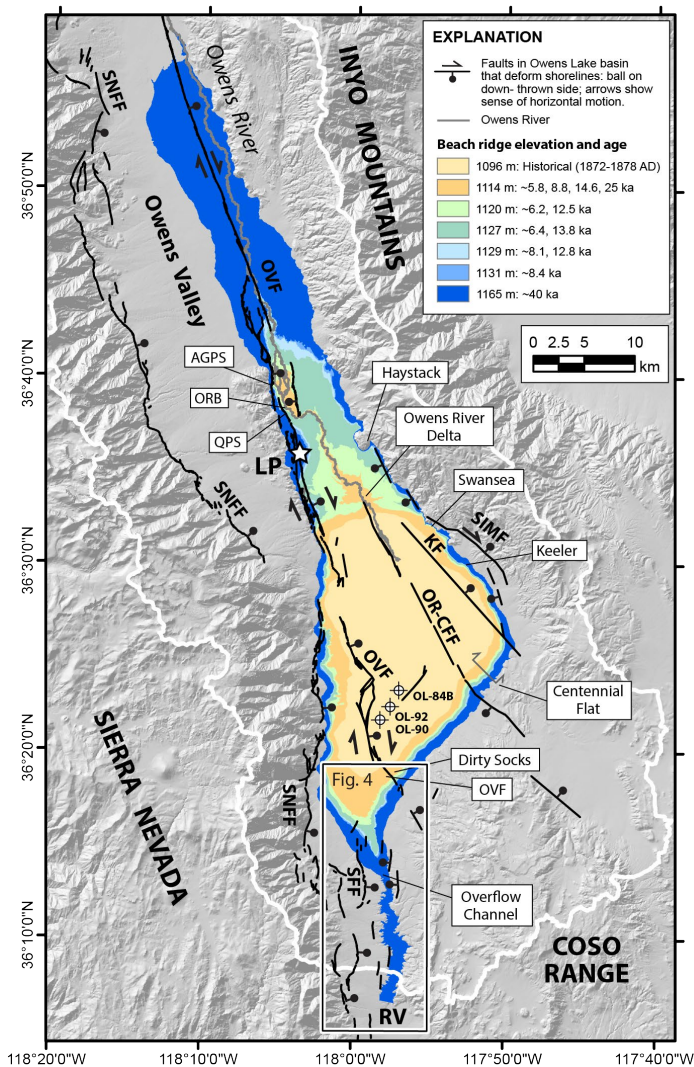 EXPLANATION
Faults in Owens Lake basin
that deform shorelines: ball on
down- thrown side; arrows show
sense of horizontal motion.
Owens River
Beach ridge elevation and age
1096 m: Historical (1872-1878 AD)
1114 m: ~5.8, 8.8, 14.6, 25 ka
1120 m: ~6.2, 12.5 ka
1127 m: ~6.4, 13.8 ka
1129 m: ~8.1, 12.8 ka
1131 m: ~8.4 ka
1165 m: ~40 ka
0 2.5 5 10
km
SNFF
Owens River
INYO MOUNTAINS
Owens Valley
OVF
AGPS
ORB
QPS
LP
Haystack
Owens River
Delta
Swansea
SNFF
SIMF
KF
Keeler
OR-CFF
OVF
OL-84B
OL-92
OL-90
Centennial
Flat
SIERRA NEVADA
SNFF
Fig. 4
Dirty Socks
OVF
SFF
Overflow
Channel
COSO
RANGE
RV
36°50'0"N
36°40'0"N
36°30'0"N
36°20'0"N
36°10'0"N
118°20'0"W
118°10'0"W
118°0'0"W
117°50'0"W
117°40'0"W